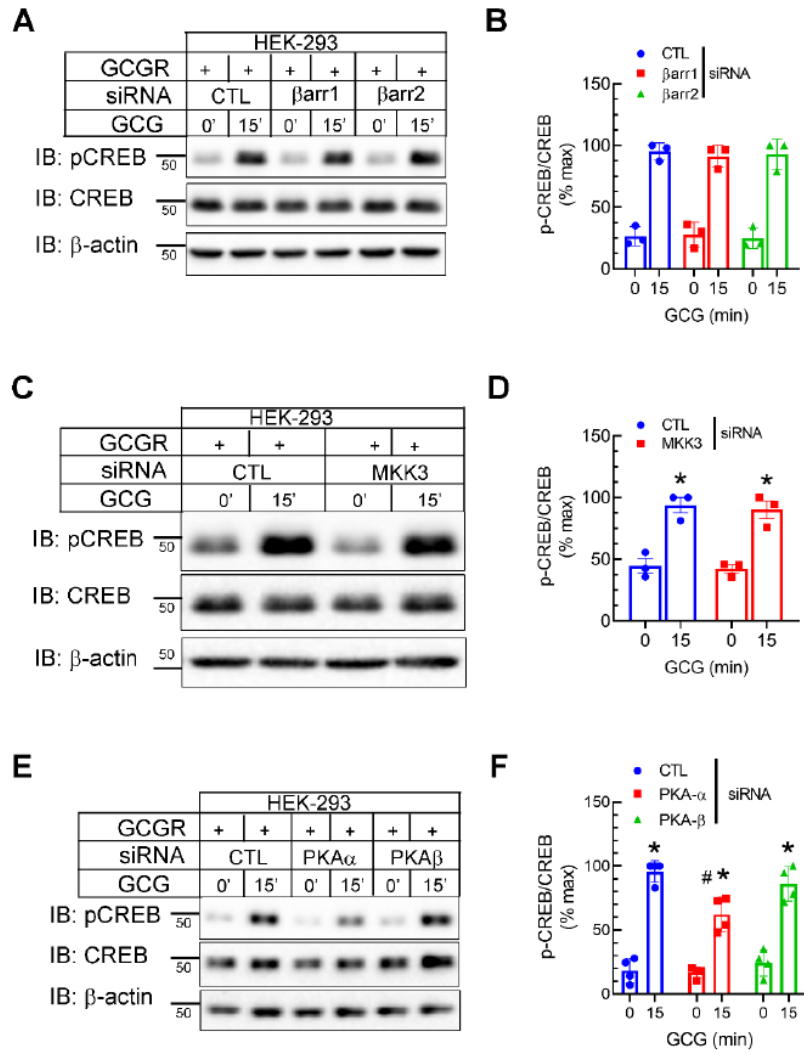 A
HEK-293
GCGR + + + + + +
siRNA CTL βarr1 βarr2
GCG 0' 15' 0' 15' 0' 15'
IB: pCREB 50
IB: CREB 50
IB: β-actin 50
B
CTL
βarr1
βarr2
siRNA
p-CREB/CREB
(% max)
150
100
50
0
0 15 0 15 0 15
GCG (min)
C
HEK-293
GCGR + + + +
siRNA CTL MKK3
GCG 0' 15' 0' 15'
IB: pCREB 50
IB: CREB 50
IB: β-actin 50
D
CTL
MKK3
siRNA
p-CREB/CREB
(% max)
150
100
50
0
* *
0 15 0 15
GCG (min)
E
HEK-293
GCGR + + + + + +
siRNA CTL PKAα PKAβ
GCG 0' 15' 0' 15' 0' 15'
IB: pCREB 50
IB: CREB 50
IB: β-actin 50
F
CTL
PKA-α
PKA-β
siRNA
p-CREB/CREB
(% max)
150
100
50
0
* # * *
0 15 0 15 0 15
GCG (min)